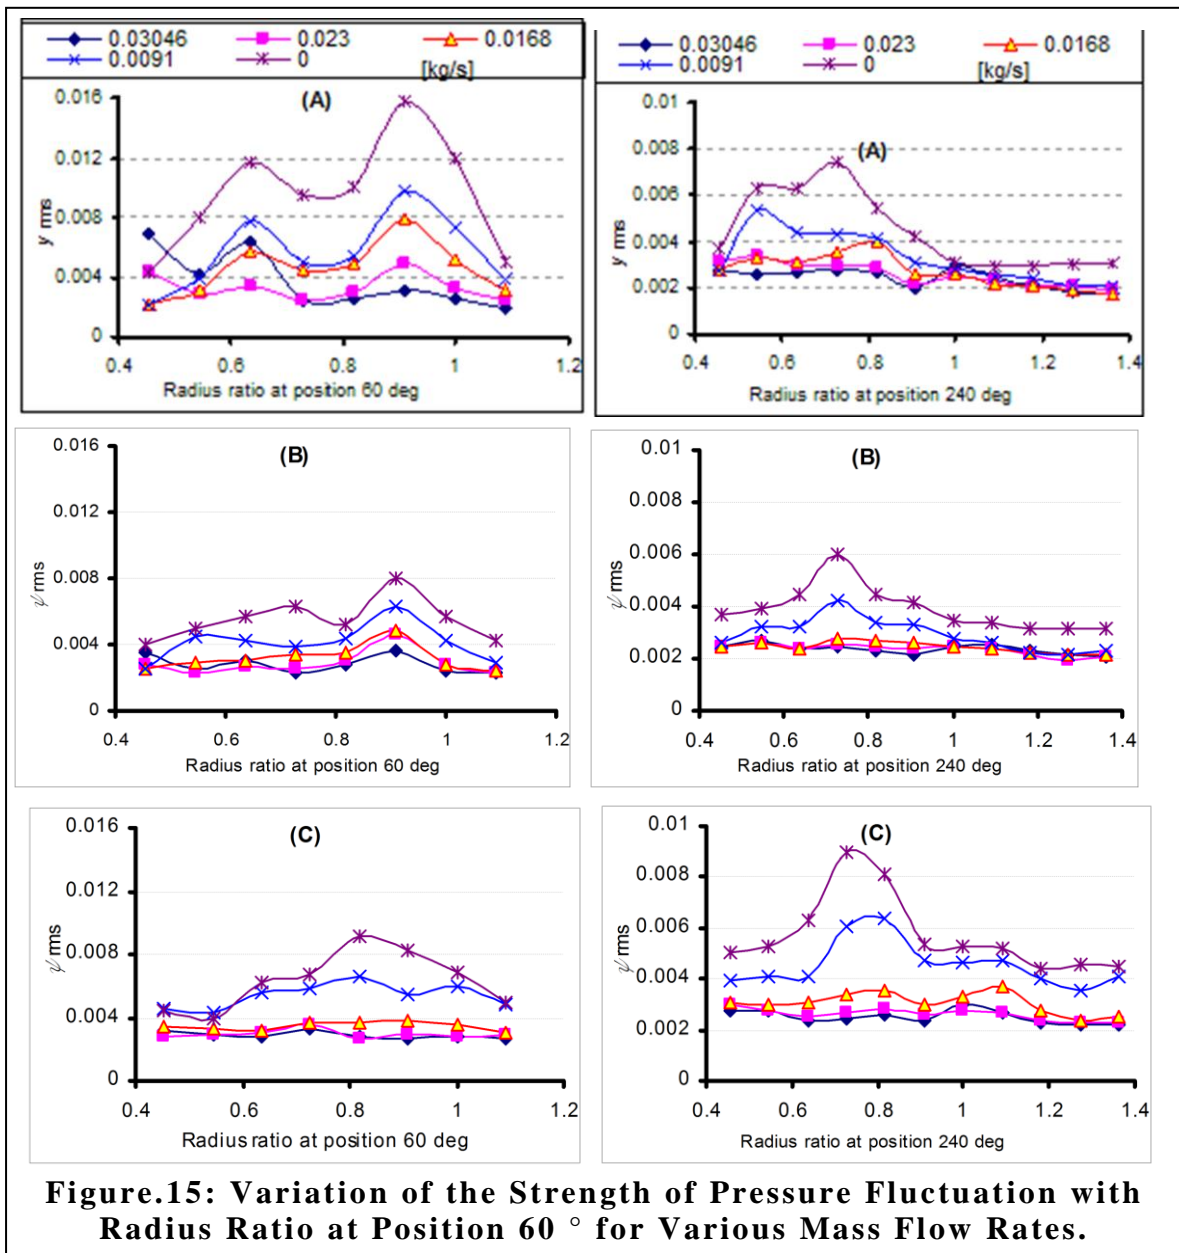 0.03046 0.023 0.0168
0.0091 0 [kg/s]
(A)
0.016
0.012
0.008
0.004
0
y rms
0.4 0.6 0.8 1 1.2
Radius ratio at position 60 deg
0.03046 0.023 0.0168
0.0091 0 [kg/s]
(A)
0.01
0.008
0.006
0.004
0.002
0
y rms
0.4 0.6 0.8 1 1.2 1.4
Radius ratio at position 240 deg
(B)
0.016
0.012
0.008
0.004
0
ψ rms
0.4 0.6 0.8 1 1.2
Radius ratio at position 60 deg
(B)
0.01
0.008
0.006
0.004
0.002
0
ψ rms
0.4 0.6 0.8 1 1.2 1.4
Radius ratio at position 240 deg
(C)
0.016
0.012
0.008
0.004
0
ψ rms
0.4 0.6 0.8 1 1.2
Radius ratio at position 60 deg
(C)
0.01
0.008
0.006
0.004
0.002
0
ψ rms
0.4 0.6 0.8 1 1.2 1.4
Radius ratio at position 240 deg
Figure.15: Variation of the Strength of Pressure Fluctuation with
Radius Ratio at Position 60 ° for Various Mass Flow Rates.